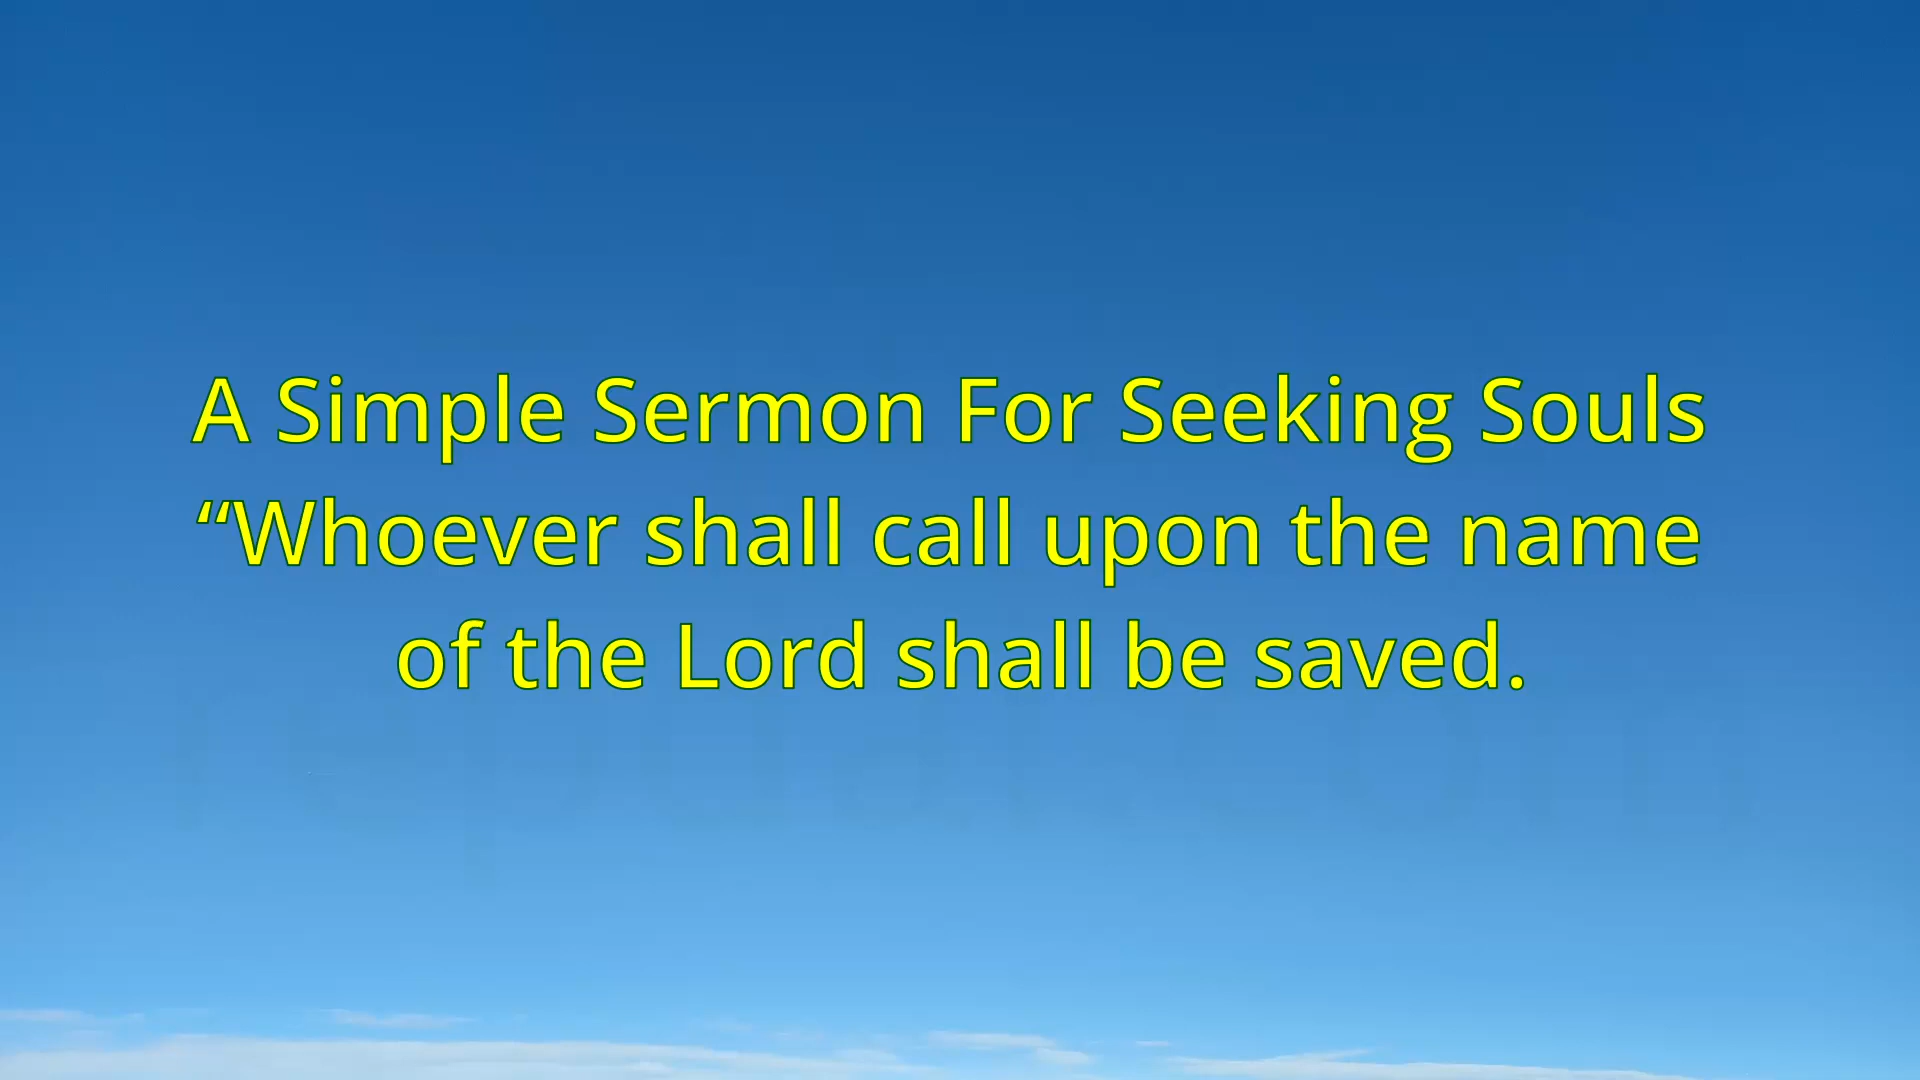 A Simple Sermon For Seeking Souls
“Whoever shall call upon the name
of the Lord shall be saved.